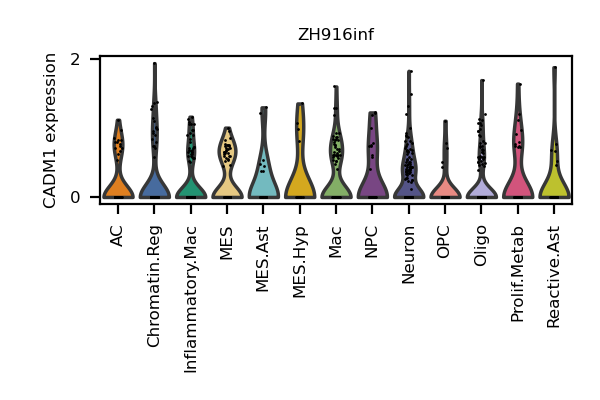 ZH916inf
CADM1 expression
2
0
AC
Chromatin.Reg
Inflammatory.Mac
MES
MES.Ast
MES.Hyp
Mac
NPC
Neuron
OPC
Oligo
Prolif.Metab
Reactive.Ast